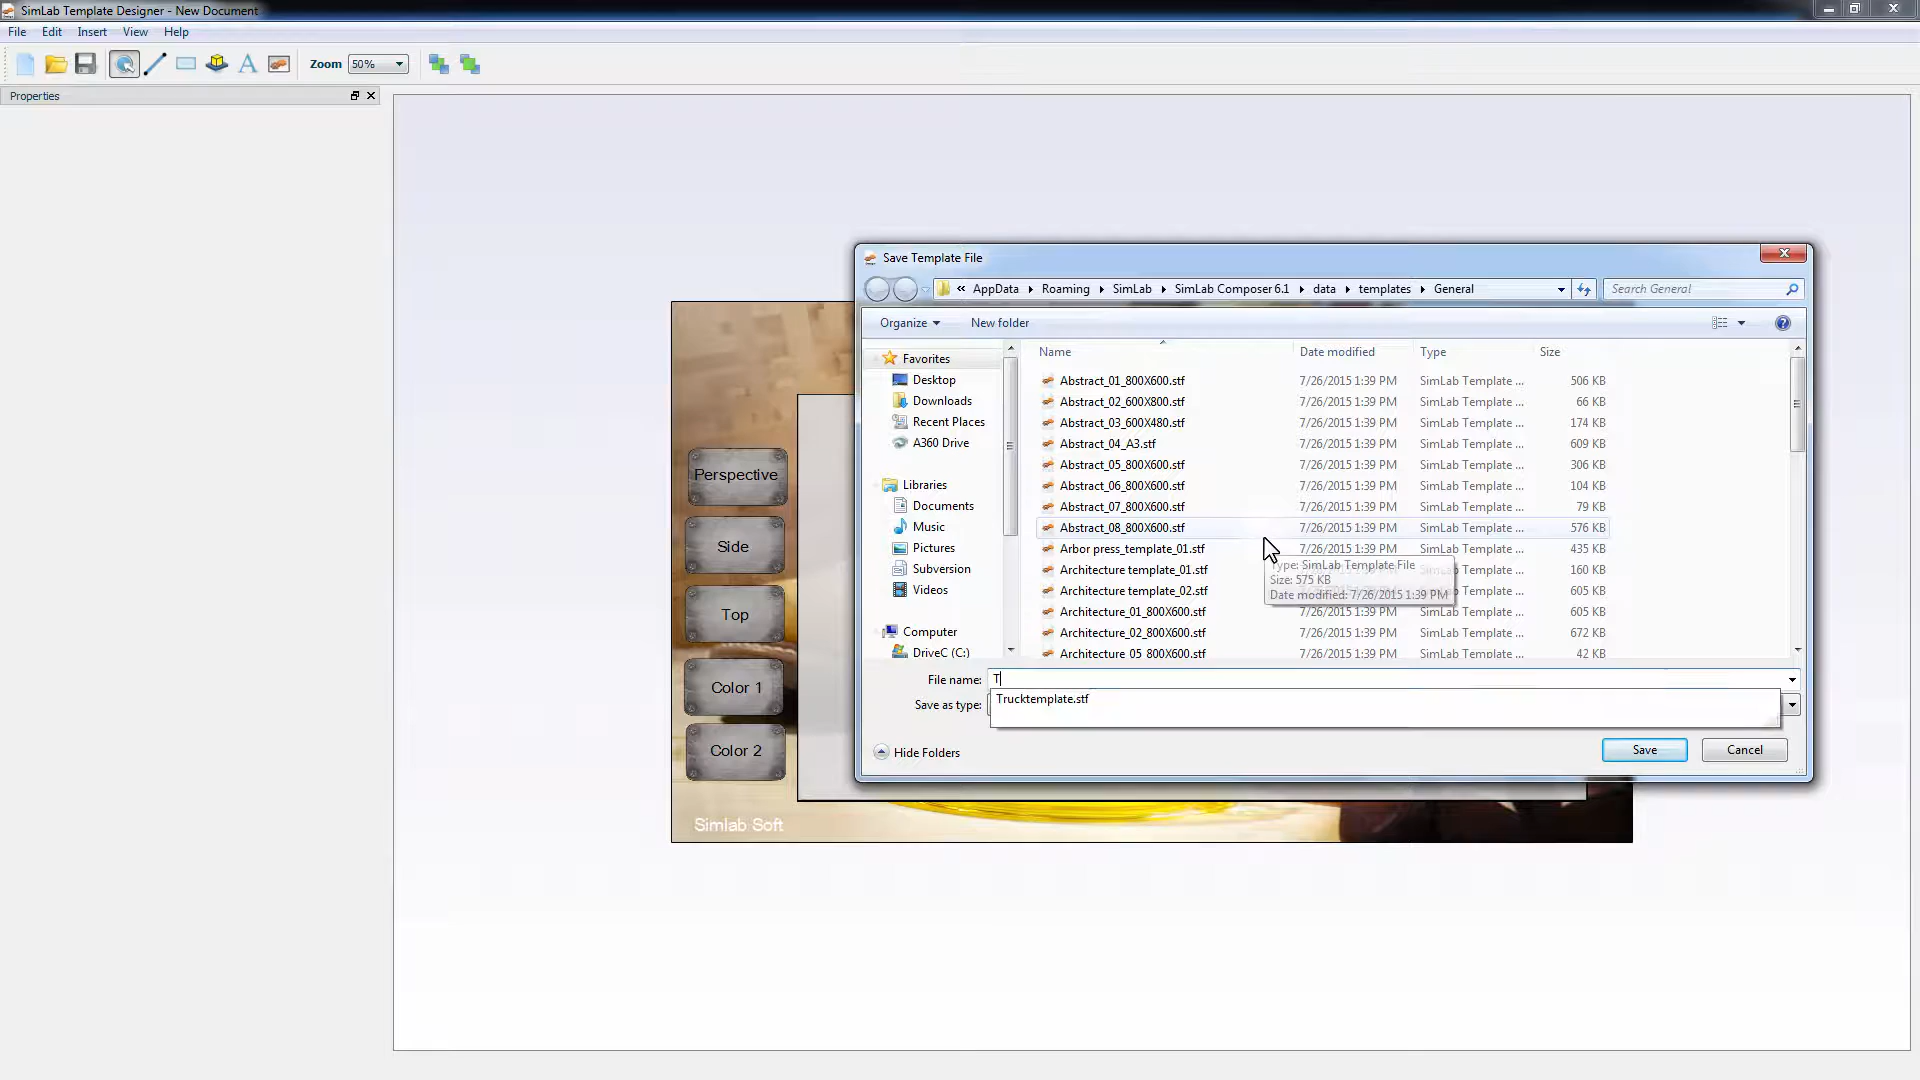 SimLab Template Designer - New Document
File Edit Insert View Help
Zoom 50%
Properties
Perspective
Side
Top
Color 1
Color 2
Simlab Soft
Save Template File
« AppData Roaming SimLab SimLab Composer 6.1 data templates General
Search General
Organize New folder
Favorites
Desktop
Downloads
Recent Places
A360 Drive
Libraries
Documents
Music
Pictures
Subversion
Videos
Computer
DriveC (C:)
Name Date modified Type Size
Abstract_01_800X600.stf 7/26/2015 1:39 PM SimLab Template ... 506 KB
Abstract_02_600X800.stf 7/26/2015 1:39 PM SimLab Template ... 66 KB
Abstract_03_600X480.stf 7/26/2015 1:39 PM SimLab Template ... 174 KB
Abstract_04_A3.stf 7/26/2015 1:39 PM SimLab Template ... 609 KB
Abstract_05_800X600.stf 7/26/2015 1:39 PM SimLab Template ... 306 KB
Abstract_06_800X600.stf 7/26/2015 1:39 PM SimLab Template ... 104 KB
Abstract_07_800X600.stf 7/26/2015 1:39 PM SimLab Template ... 79 KB
Abstract_08_800X600.stf 7/26/2015 1:39 PM SimLab Template ... 576 KB
Arbor press_template_01.stf 7/26/2015 1:39 PM SimLab Template ... 435 KB
Architecture template_01.stf 160 KB
Architecture template_02.stf 605 KB
Architecture_01_800X600.stf 7/26/2015 1:39 PM SimLab Template ... 605 KB
Architecture_02_800X600.stf 7/26/2015 1:39 PM SimLab Template ... 672 KB
Architecture_05_800X600.stf 7/26/2015 1:39 PM SimLab Template ... 42 KB
Type: SimLab Template File
Size: 575 KB
Date modified: 7/26/2015 1:39 PM
File name: T
Trucktemplate.stf
Save as type:
Hide Folders
Save Cancel